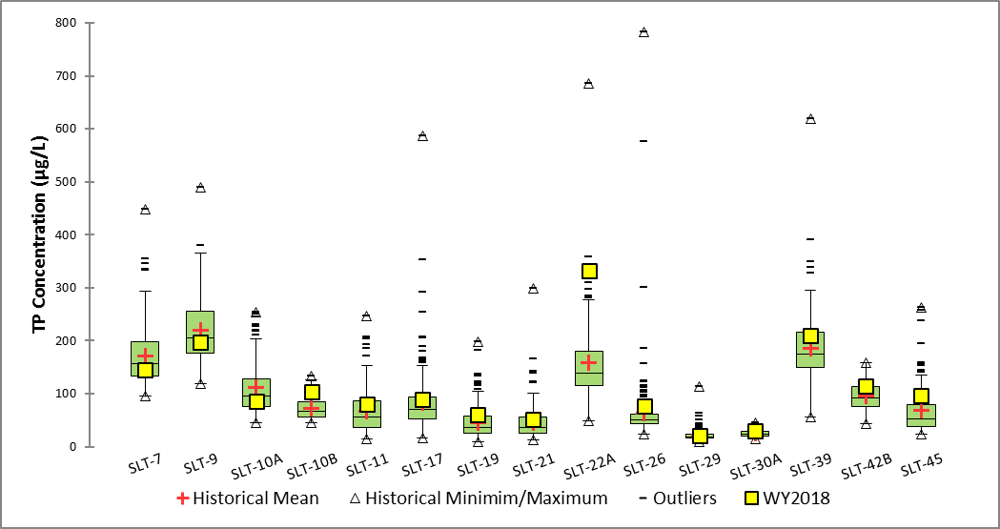 800
700
600
500
400
300
200
100
0
TP Concentration (µg/L)
SLT-7
SLT-9
SLT-10A
SLT-10B
SLT-11
SLT-17
SLT-19
SLT-21
SLT-22A
SLT-26
SLT-29
SLT-30A
SLT-39
SLT-42B
SLT-45
Historical Mean
Historical Minimim/Maximum
Outliers
WY2018